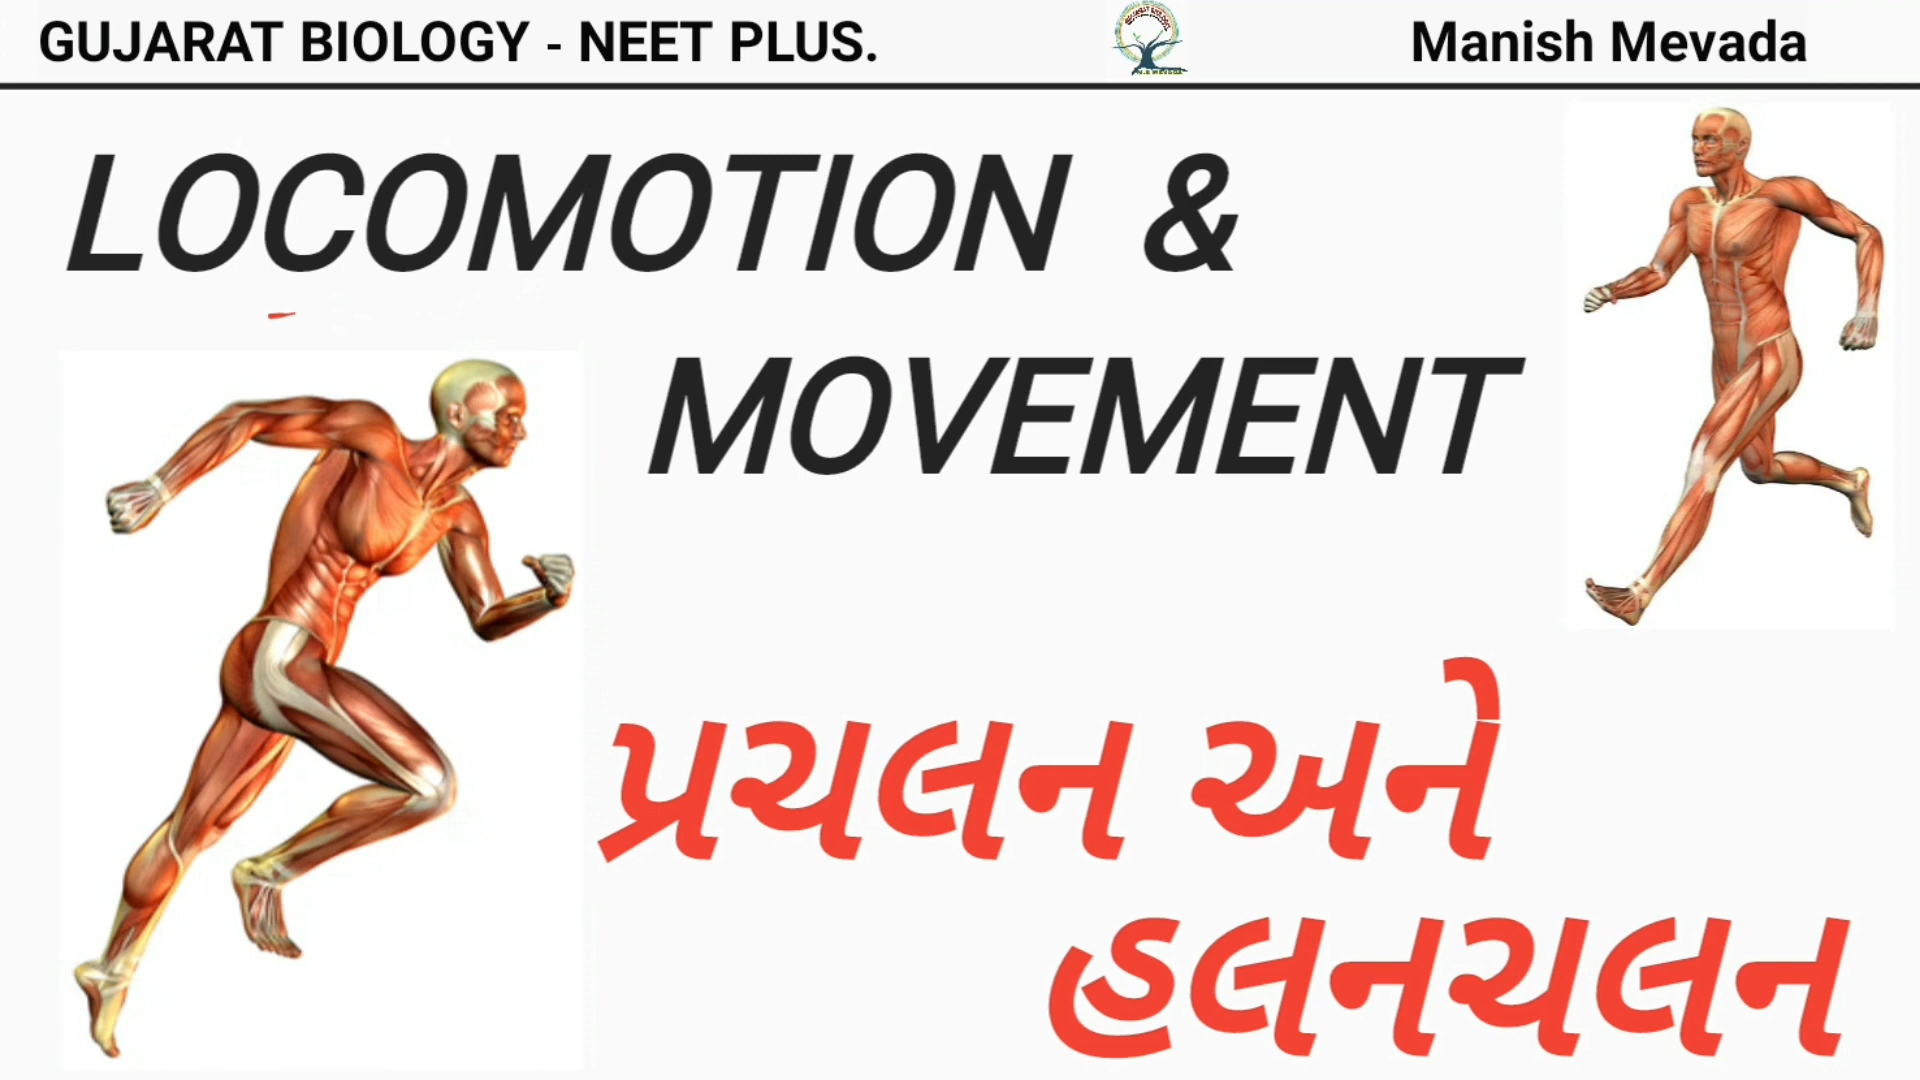 GUJARAT BIOLOGY - NEET PLUS.
Manish Mevada
LOCOMOTION &
MOVEMENT
પ્રચલન અને
હલનચલન